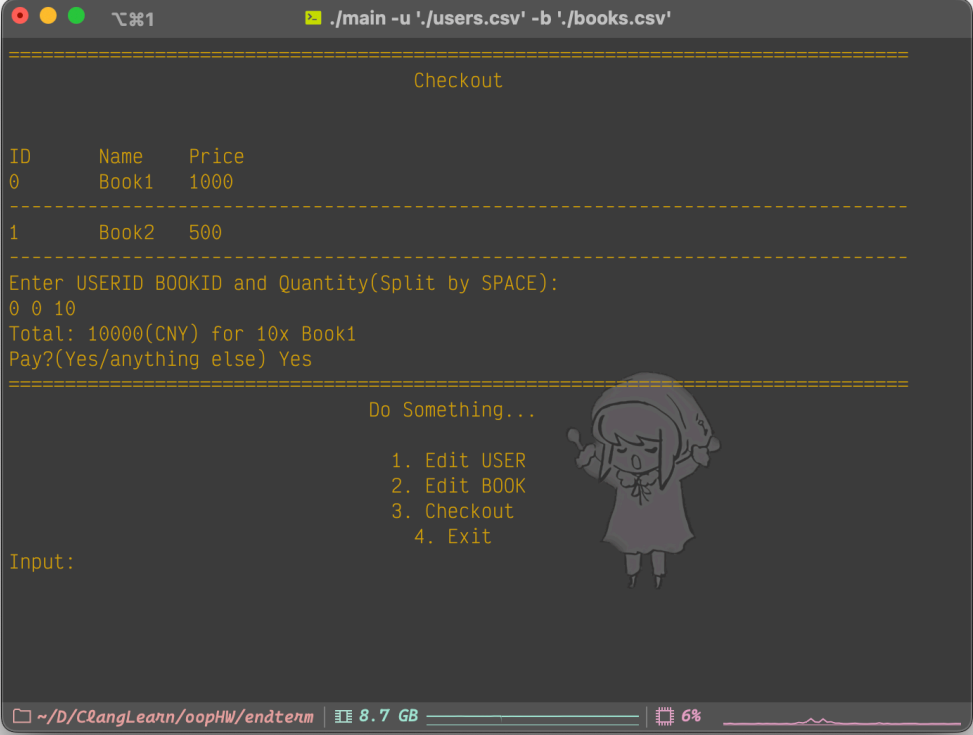 ⌥⌘1 ./main -u './users.csv' -b './books.csv'
================================================================================
Checkout
ID Name Price
0 Book1 1000
--------------------------------------------------------------------------------
1 Book2 500
--------------------------------------------------------------------------------
Enter USERID BOOKID and Quantity(Split by SPACE):
0 0 10
Total: 10000(CNY) for 10x Book1
Pay?(Yes/anything else) Yes
================================================================================
Do Something...
1. Edit USER
2. Edit BOOK
3. Checkout
4. Exit
Input:
~/D/ClangLearn/oopHW/endterm 8.7 GB 6%